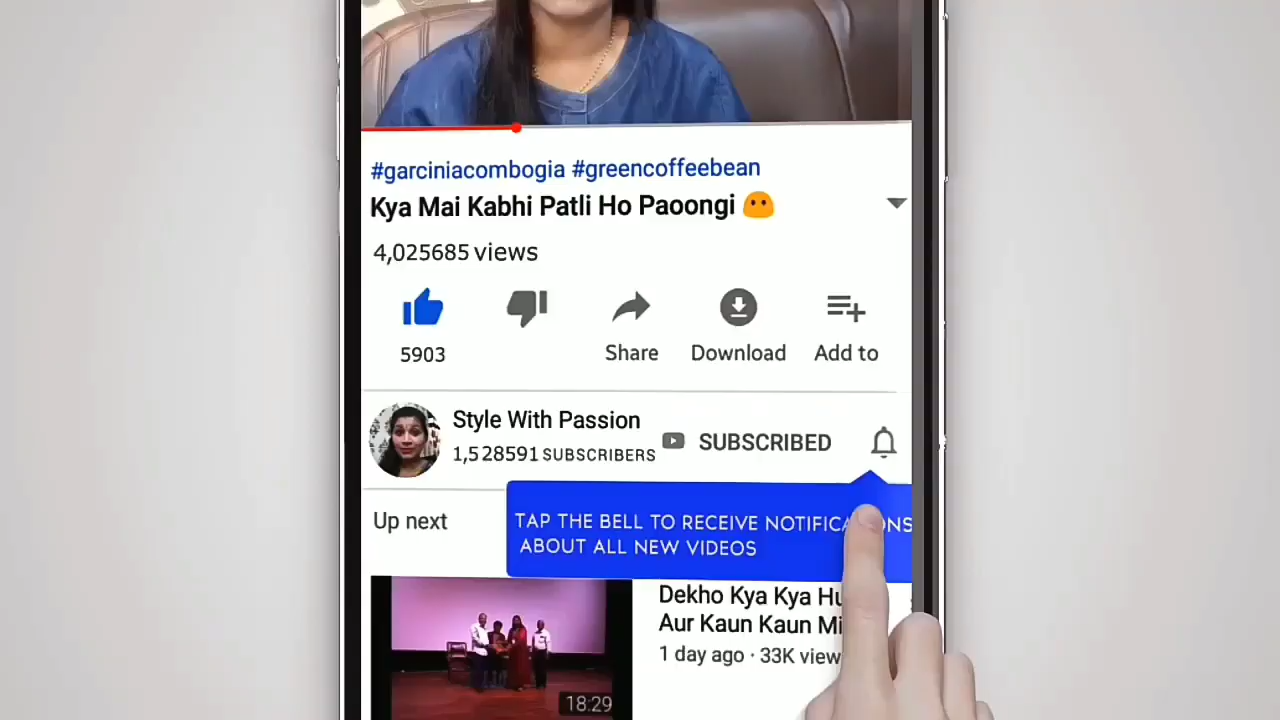 #garciniacombogia #greencoffeebean
Kya Mai Kabhi Patli Ho Paoongi
4,025685 views
5903
Share
Download
Add to
Style With Passion
1,528591 SUBSCRIBERS
SUBSCRIBED
Up next
TAP THE BELL TO RECEIVE
ABOUT ALL NEW VIDEOS
Dekho Kya Kya
Aur Kaun Kaun
1 day ago · 33K
18:29